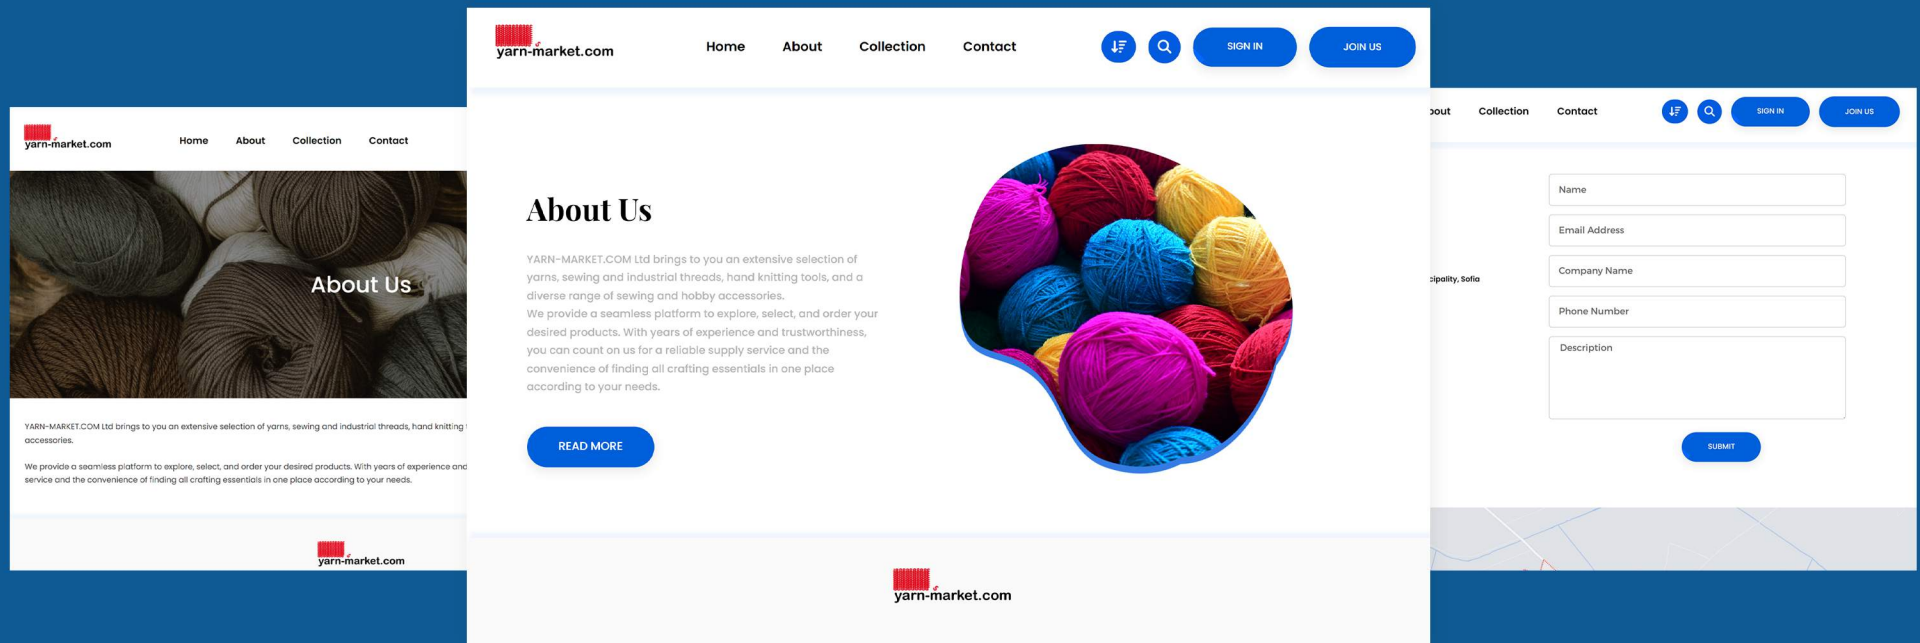 yarn-market.com
Home About Collection Contact
About Us
YARN-MARKET.COM Ltd brings to you an extensive selection of yarns, sewing and industrial threads, hand knitting
accessories.
We provide a seamless platform to explore, select, and order your desired products. With years of experience and
service and the convenience of finding all crafting essentials in one place according to your needs.
yarn-market.com
yarn-market.com
Home About Collection Contact SIGN IN JOIN US
About Us
YARN-MARKET.COM Ltd brings to you an extensive selection of
yarns, sewing and industrial threads, hand knitting tools, and a
diverse range of sewing and hobby accessories.
We provide a seamless platform to explore, select, and order your
desired products. With years of experience and trustworthiness,
you can count on us for a reliable supply service and the
convenience of finding all crafting essentials in one place
according to your needs.
READ MORE
yarn-market.com
bout Collection Contact SIGN IN JOIN US
Name
Email Address
Company Name
cipality, Sofia
Phone Number
Description
SUBMIT